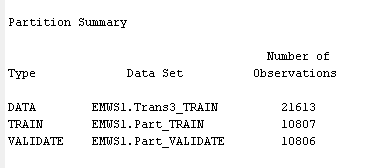 Partition Summary
Number of
Type Data Set Observations
DATA EMWS1.Trans3_TRAIN 21613
TRAIN EMWS1.Part_TRAIN 10807
VALIDATE EMWS1.Part_VALIDATE 10806